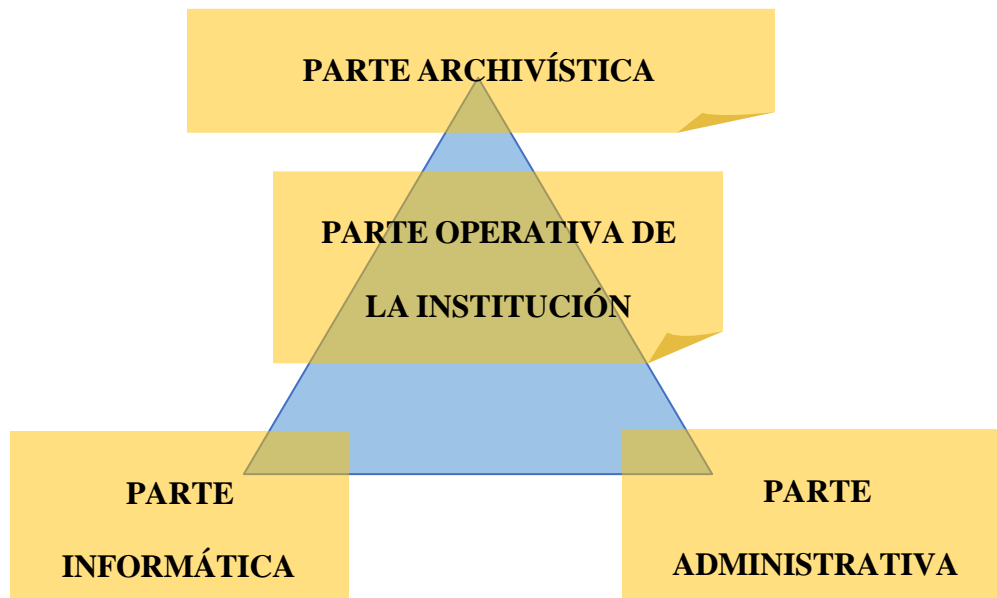 PARTE ARCHIVÍSTICA
PARTE OPERATIVA DE
LA INSTITUCIÓN
PARTE
INFORMÁTICA
PARTE
ADMINISTRATIVA